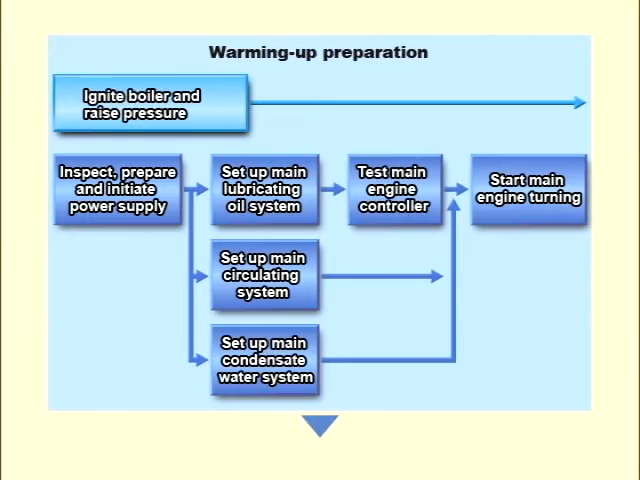 Warming-up preparation
Ignite boiler and
raise pressure
Inspect, prepare
and initiate
power supply
Set up main
lubricating
oil system
Test main
engine
controller
Start main
engine turning
Set up main
circulating
system
Set up main
condensate
water system